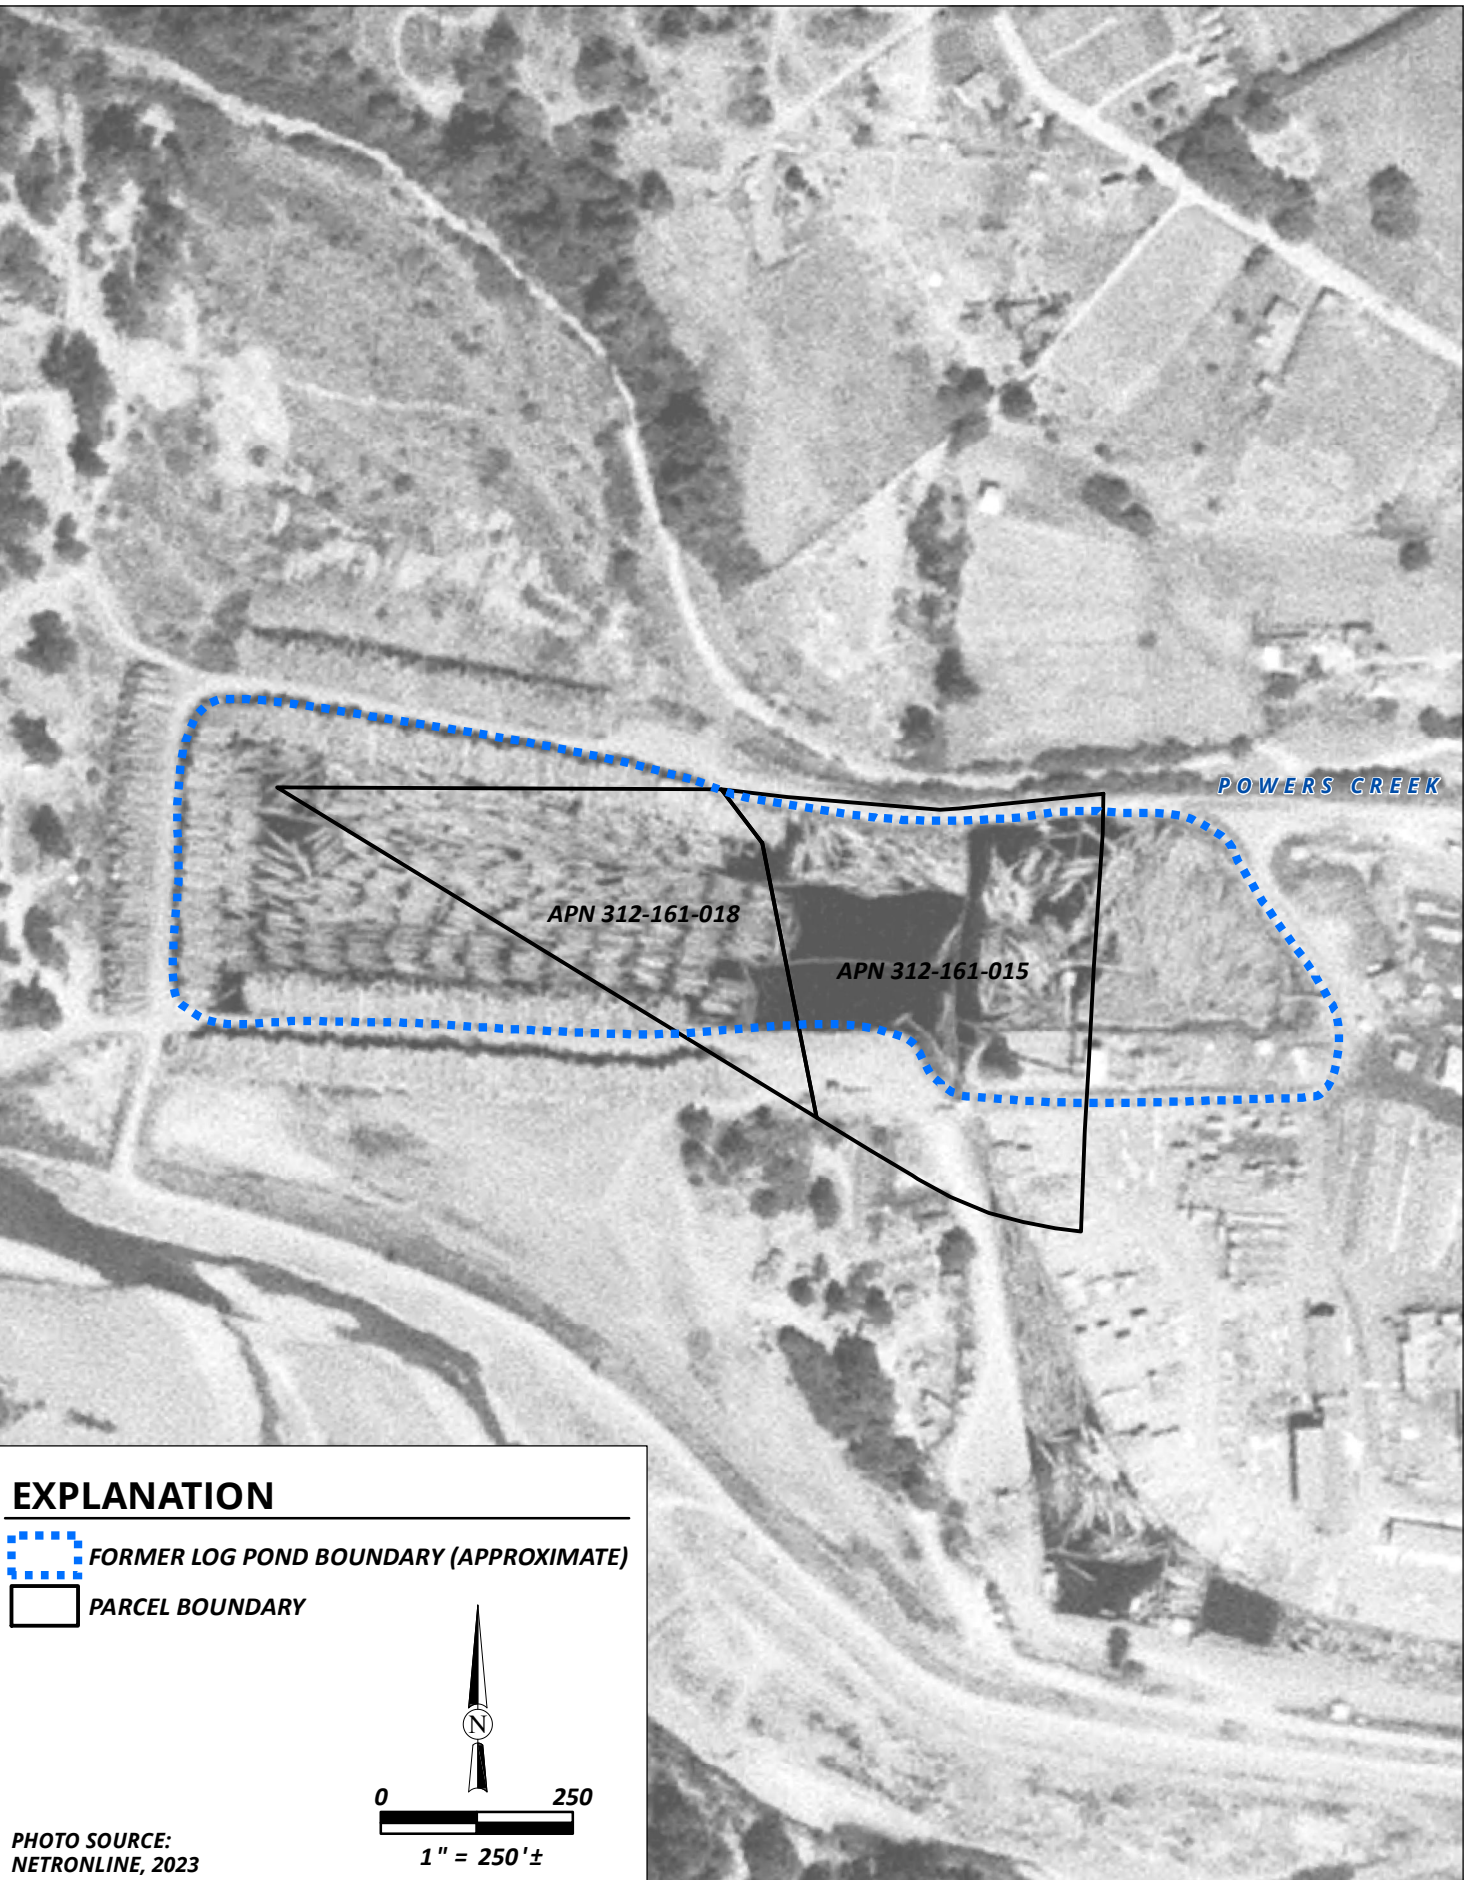 POWERS CREEK
APN 312-161-018
APN 312-161-015
EXPLANATION
FORMER LOG POND BOUNDARY (APPROXIMATE)
PARCEL BOUNDARY
N
0 250
1" = 250'±
PHOTO SOURCE:
NETRONLINE, 2023